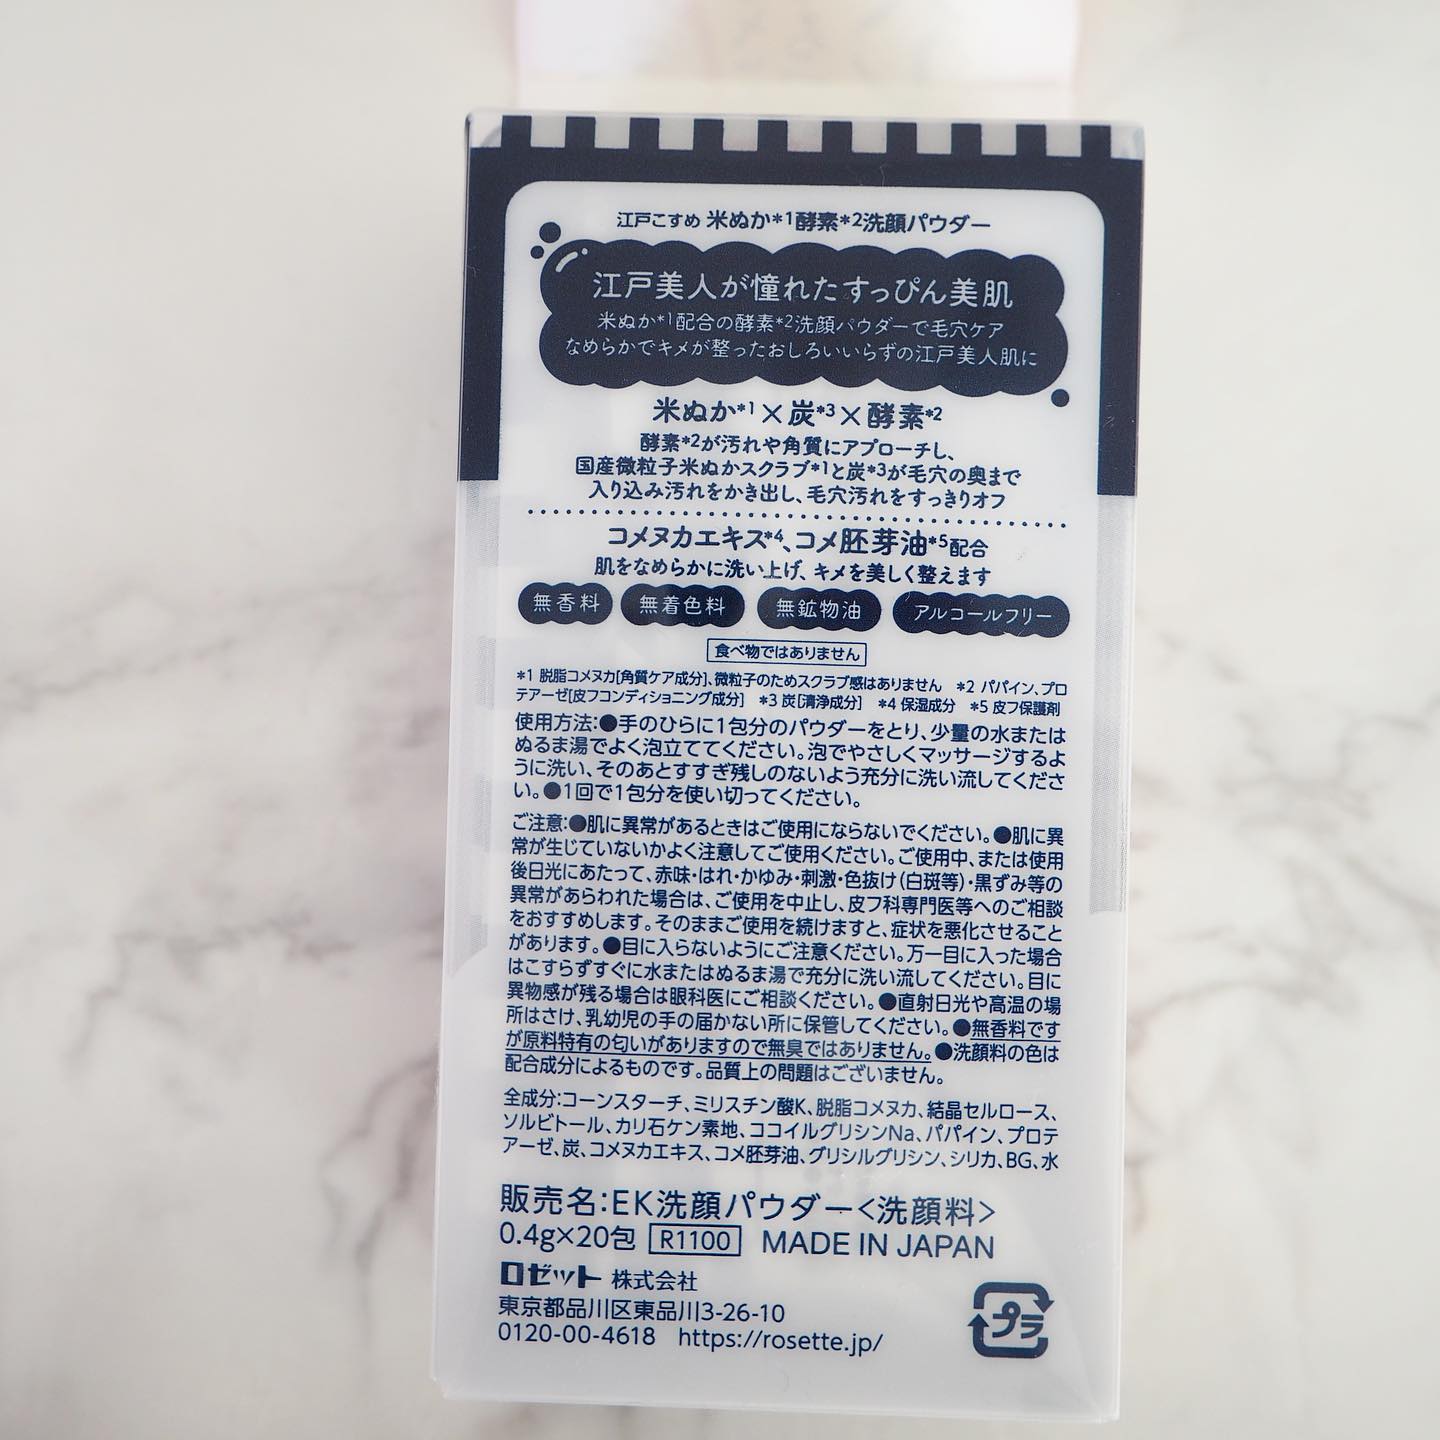 江戸こすめ 米ぬか*1酵素*2洗顔パウダー
江戸美人が憧れたすっぴん美肌
米ぬか*1配合の酵素*2洗顔パウダーで毛穴ケア
なめらかでキメが整ったおしろいいらずの江戸美人肌に
米ぬか*1×炭*3×酵素*2
酵素*2が汚れや角質にアプローチし、
国産微粒子米ぬかスクラブ*1と炭*3が毛穴の奥まで
入り込み汚れをかき出し、毛穴汚れをすっきりオフ
コメヌカエキス*4、コメ胚芽油*5配合
肌をなめらかに洗い上げ、キメを美しく整えます
無香料 無着色料 無鉱物油 アルコールフリー
食べ物ではありません
*1 脱脂コメヌカ[角質ケア成分]、微粒子のためスクラブ感はありません *2 パパイン、プロ
テアーゼ[皮フコンディショニング成分] *3 炭[清浄成分] *4 保湿成分 *5 皮フ保護剤
使用方法:●手のひらに1包分のパウダーをとり、少量の水または
ぬるま湯でよく泡立ててください。泡でやさしくマッサージするよ
うに洗い、そのあとすすぎ残しのないよう充分に洗い流してくださ
い。●1回で1包分を使い切ってください。
ご注意:●肌に異常があるときはご使用にならないでください。●肌に異
常が生じていないかよく注意してご使用ください。ご使用中、または使用
後日光にあたって、赤味・はれ・かゆみ・刺激・色抜け(白斑等)・黒ずみ等の
異常があらわれた場合は、ご使用を中止し、皮フ科専門医等へのご相談
をおすすめします。そのままご使用を続けますと、症状を悪化させること
があります。●目に入らないようにご注意ください。万一目に入った場合
はこすらずすぐに水またはぬるま湯で充分に洗い流してください。目に
異物感が残る場合は眼科医にご相談ください。●直射日光や高温の場
所はさけ、乳幼児の手の届かない所に保管してください。●無香料です
が原料特有の匂いがありますので無臭ではありません。●洗顔料の色は
配合成分によるものです。品質上の問題はございません。
全成分:コーンスターチ、ミリスチン酸K、脱脂コメヌカ、結晶セルロース、
ソルビトール、カリ石ケン素地、ココイルグリシンNa、パパイン、プロテ
アーゼ、炭、コメヌカエキス、コメ胚芽油、グリシルグリシン、シリカ、BG、水
販売名:EK洗顔パウダー<洗顔料>
0.4g×20包 R1100 MADE IN JAPAN
ロゼット 株式会社
東京都品川区東品川3-26-10
0120-00-4618 https://rosette.jp/
プラ